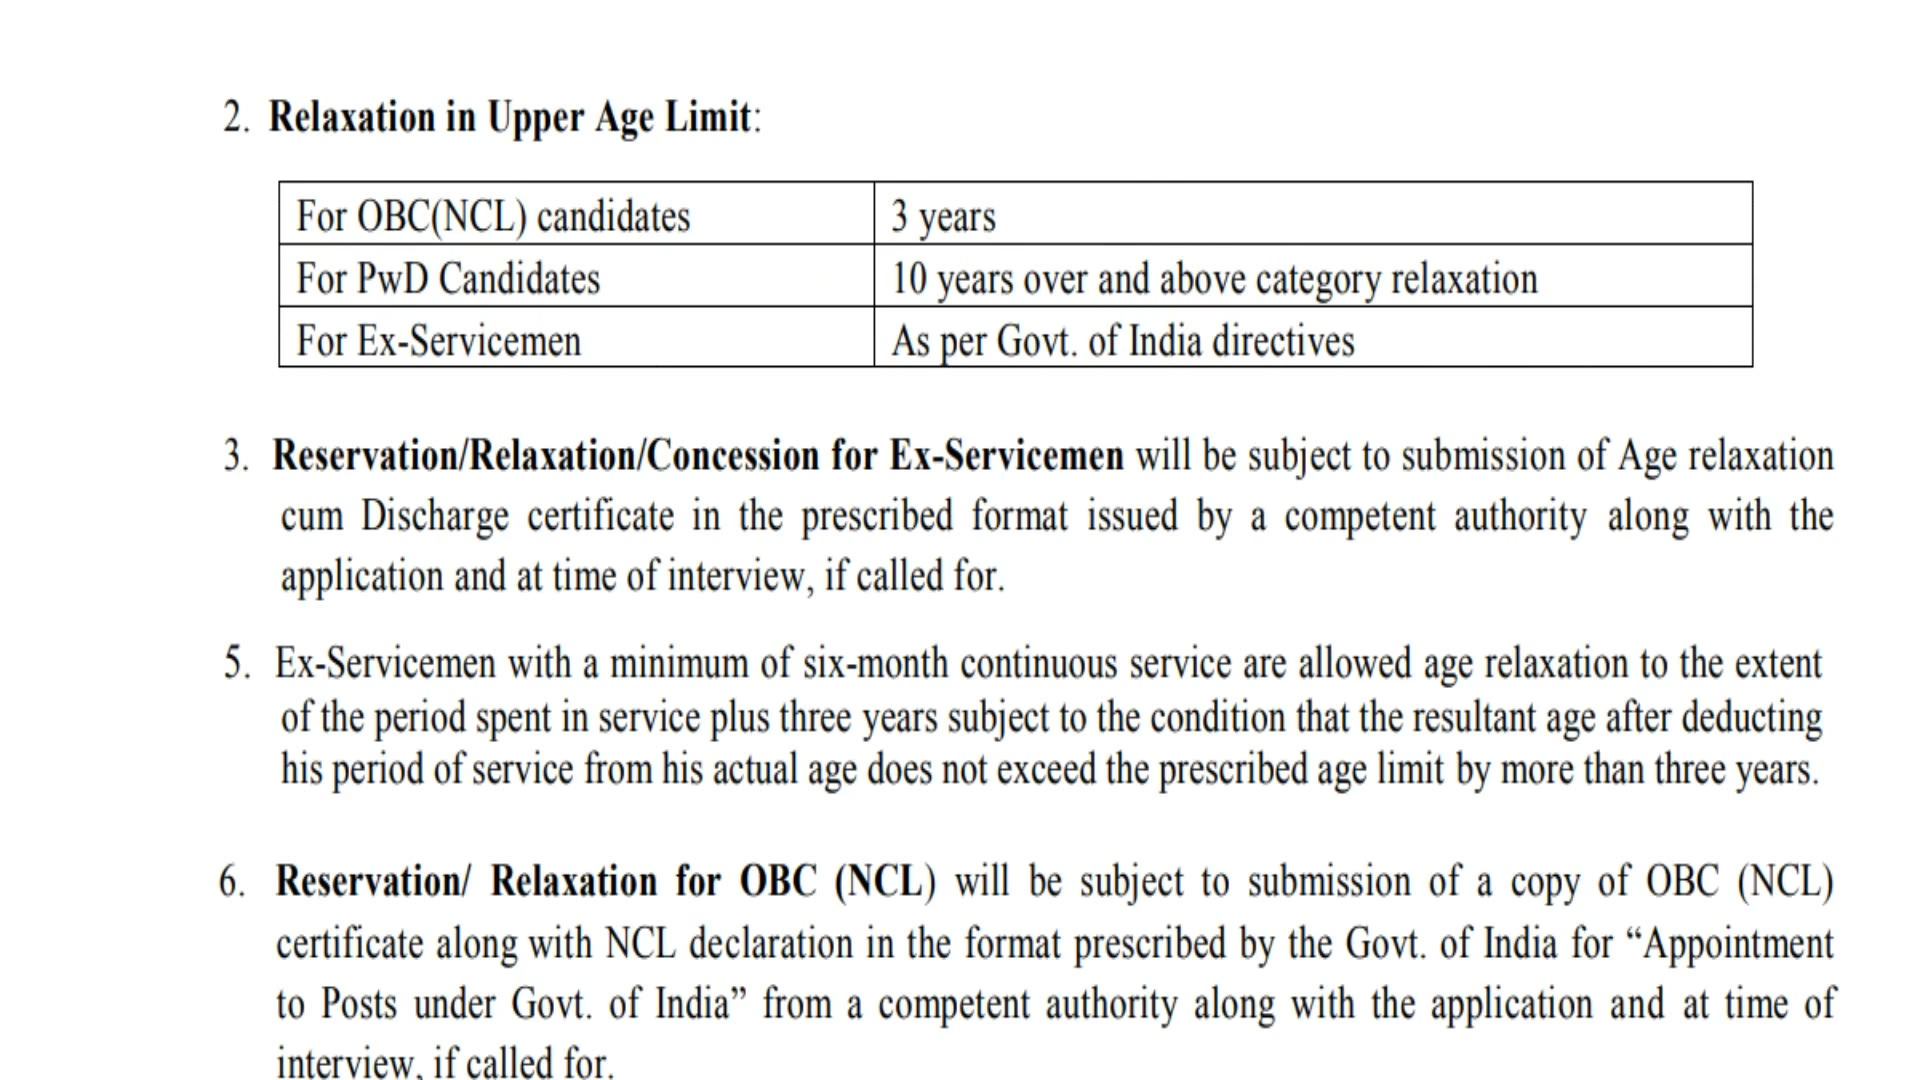 2. Relaxation in Upper Age Limit:
For OBC(NCL) candidates 3 years
For PwD Candidates 10 years over and above category relaxation
For Ex-Servicemen As per Govt. of India directives
3. Reservation/Relaxation/Concession for Ex-Servicemen will be subject to submission of Age relaxation
cum Discharge certificate in the prescribed format issued by a competent authority along with the
application and at time of interview, if called for.
5. Ex-Servicemen with a minimum of six-month continuous service are allowed age relaxation to the extent
of the period spent in service plus three years subject to the condition that the resultant age after deducting
his period of service from his actual age does not exceed the prescribed age limit by more than three years.
6. Reservation/ Relaxation for OBC (NCL) will be subject to submission of a copy of OBC (NCL)
certificate along with NCL declaration in the format prescribed by the Govt. of India for “Appointment
to Posts under Govt. of India” from a competent authority along with the application and at time of
interview, if called for.